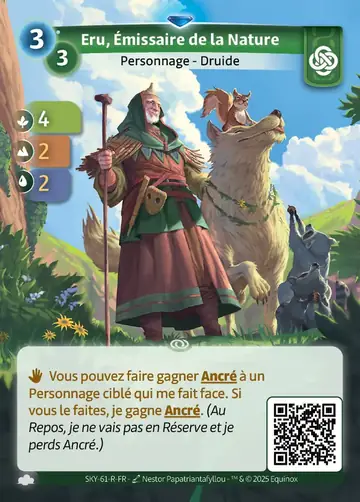 3
3
Eru, Émissaire de la Nature
Personnage - Druide
4
2
2
Vous pouvez faire gagner Ancré à un
Personnage ciblé qui me fait face. Si
vous le faites, je gagne Ancré. (Au
Repos, je ne vais pas en Réserve et je
perds Ancré.)
SKY-61-R-FR - Nestor Papatriantafyllou - ™ & © 2025 Equinox